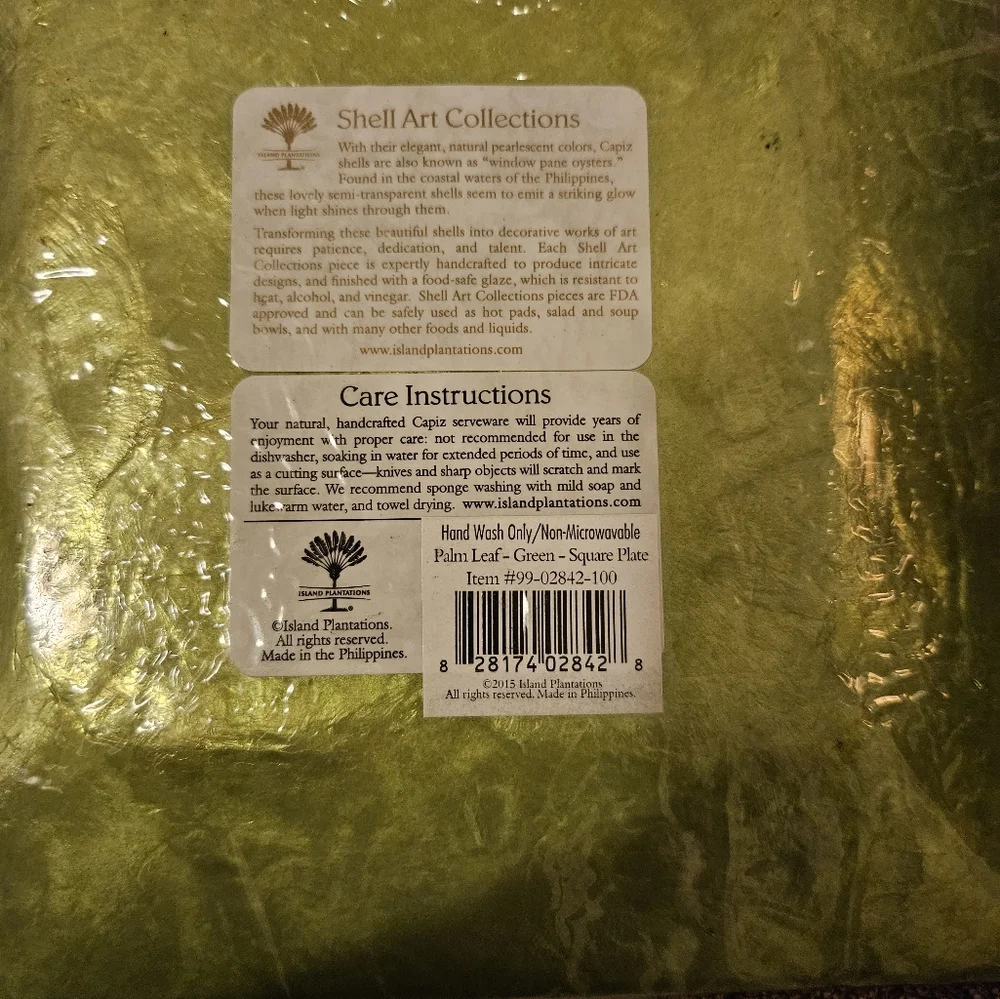 Shell Art Collections
ISLAND PLANTATIONS
With their elegant, natural pearlescent colors, Capiz
shells are also known as "window pane oysters."
Found in the coastal waters of the Philippines,
these lovely semi-transparent shells seem to emit a striking glow
when light shines through them.
Transforming these beautiful shells into decorative works of art
requires patience, dedication, and talent. Each Shell Art
Collections piece is expertly handcrafted to produce intricate
designs, and finished with a food-safe glaze, which is resistant to
heat, alcohol, and vinegar. Shell Art Collections pieces are FDA
approved and can be safely used as hot pads, salad and soup
bowls, and with many other foods and liquids.
www.islandplantations.com
Care Instructions
Your natural, handcrafted Capiz serveware will provide years of
enjoyment with proper care: not recommended for use in the
dishwasher, soaking in water for extended periods of time, and use
as a cutting surface—knives and sharp objects will scratch and mark
the surface. We recommend sponge washing with mild soap and
lukewarm water, and towel drying. www.islandplantations.com
ISLAND PLANTATIONS
®
©Island Plantations.
All rights reserved.
Made in the Philippines.
Hand Wash Only/Non-Microwavable
Palm Leaf - Green - Square Plate
Item #99-02842-100
8 28174 02842 8
©2015 Island Plantations
All rights reserved. Made in Philippines.